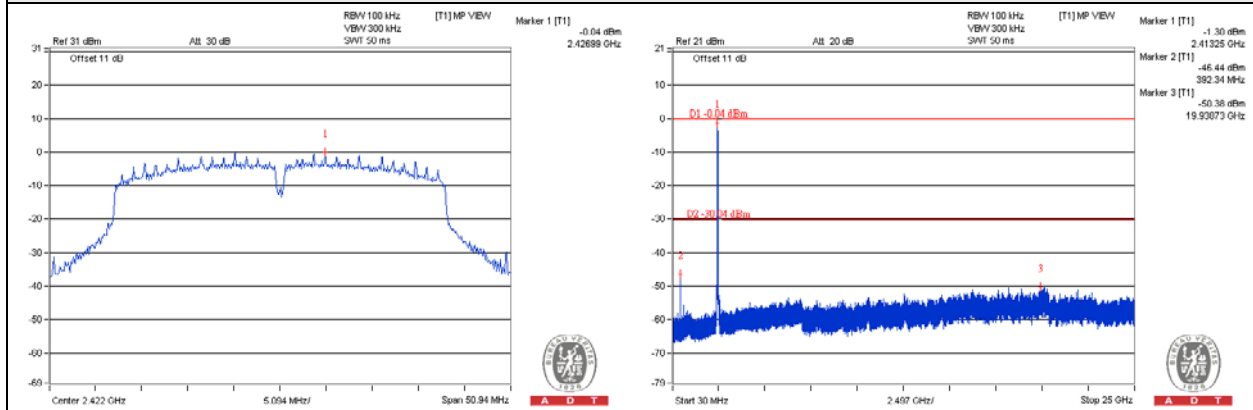 RBW 100 kHz [T1] MP VIEW
VBW 300 kHz
Ref 31 dBm Att 30 dB SWT 50 ms
Marker 1 [T1]
-0.04 dBm
2.42699 GHz
31
Offset 11 dB
20
10
1
0
-10
-20
-30
-40
-50
-60
-69
Center 2.422 GHz 5.094 MHz/ Span 50.94 MHz
BUREAU VERITAS
1828
A D T
RBW 100 kHz [T1] MP VIEW
VBW 300 kHz
Ref 21 dBm Att 20 dB SWT 50 ms
Marker 1 [T1]
-1.30 dBm
2.41325 GHz
Marker 2 [T1]
-46.44 dBm
392.34 MHz
Marker 3 [T1]
-50.38 dBm
19.93873 GHz
21
Offset 11 dB
10
1
D1 -0.04 dBm
0
-10
-20
D2 -30.04 dBm
-30
-40
2
3
-50
-60
-70
-79
Start 30 MHz 2.497 GHz/ Stop 25 GHz
BUREAU VERITAS
1828
A D T